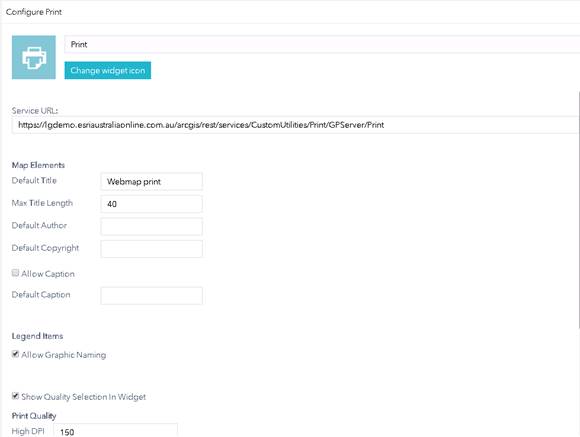 Configure Print
Print
Change widget icon
Service URL:
https://lgdemo.esriaustraliaonline.com.au/arcgis/rest/services/CustomUtilities/Print/GPServer/Print
Map Elements
Default Title Webmap print
Max Title Length 40
Default Author
Default Copyright
Allow Caption
Default Caption
Legend Items
Allow Graphic Naming
Show Quality Selection In Widget
Print Quality
High DPI 150